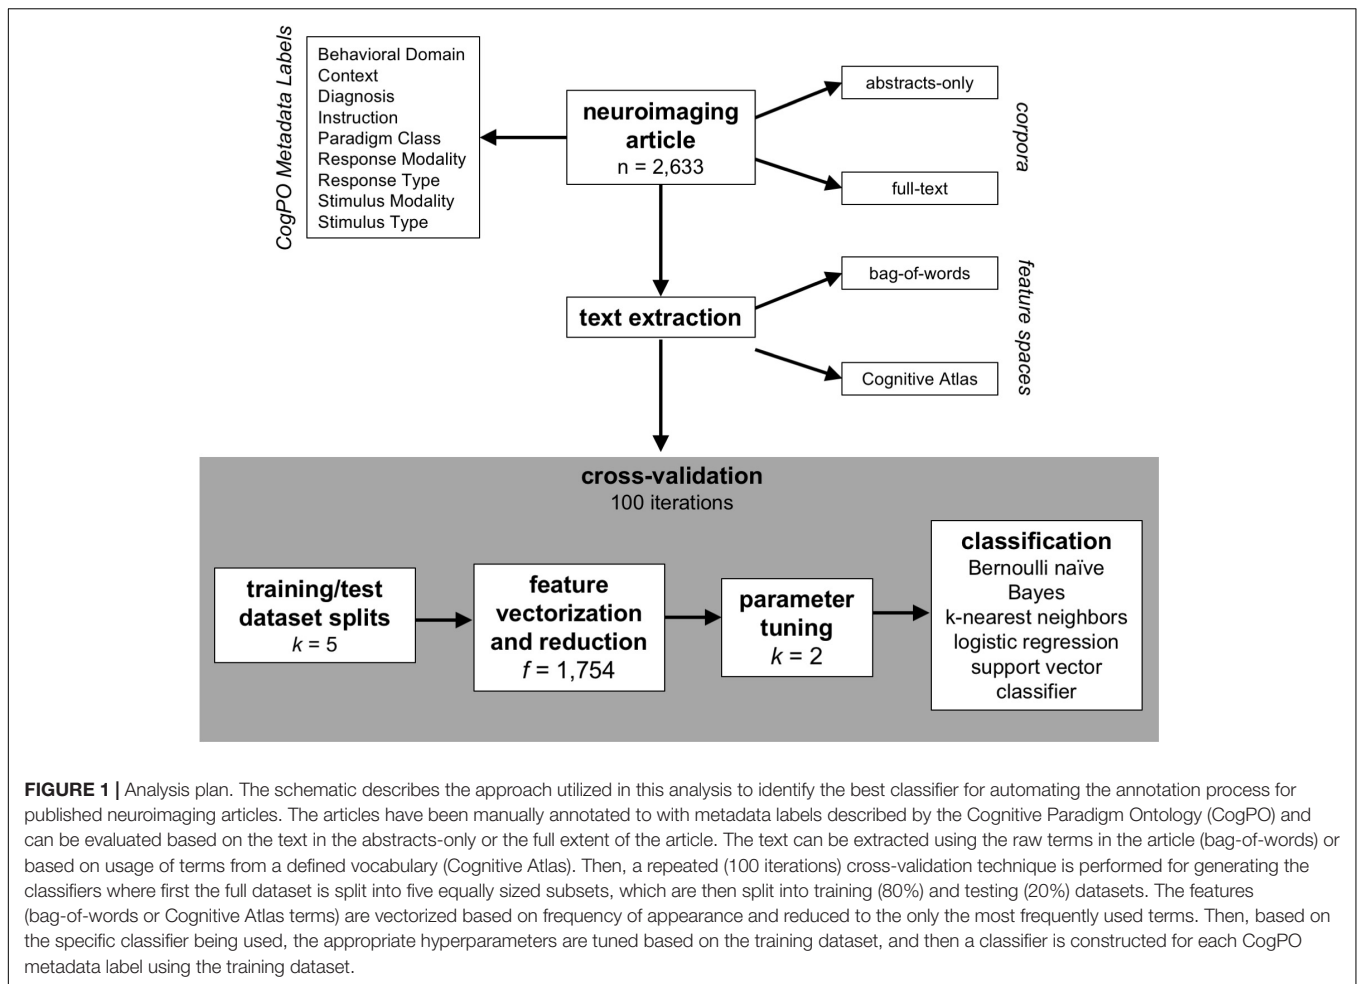 CogPO Metadata Labels
Behavioral Domain
Context
Diagnosis
Instruction
Paradigm Class
Response Modality
Response Type
Stimulus Modality
Stimulus Type
neuroimaging
article
n = 2,633
abstracts-only
full-text
corpora
text extraction
bag-of-words
Cognitive Atlas
feature spaces
cross-validation
100 iterations
training/test
dataset splits
k = 5
feature
vectorization
and reduction
f = 1,754
parameter
tuning
k = 2
classification
Bernoulli naïve
Bayes
k-nearest neighbors
logistic regression
support vector
classifier
FIGURE 1 | Analysis plan. The schematic describes the approach utilized in this analysis to identify the best classifier for automating the annotation process for
published neuroimaging articles. The articles have been manually annotated to with metadata labels described by the Cognitive Paradigm Ontology (CogPO) and
can be evaluated based on the text in the abstracts-only or the full extent of the article. The text can be extracted using the raw terms in the article (bag-of-words) or
based on usage of terms from a defined vocabulary (Cognitive Atlas). Then, a repeated (100 iterations) cross-validation technique is performed for generating the
classifiers where first the full dataset is split into five equally sized subsets, which are then split into training (80%) and testing (20%) datasets. The features
(bag-of-words or Cognitive Atlas terms) are vectorized based on frequency of appearance and reduced to the only the most frequently used terms. Then, based on
the specific classifier being used, the appropriate hyperparameters are tuned based on the training dataset, and then a classifier is constructed for each CogPO
metadata label using the training dataset.